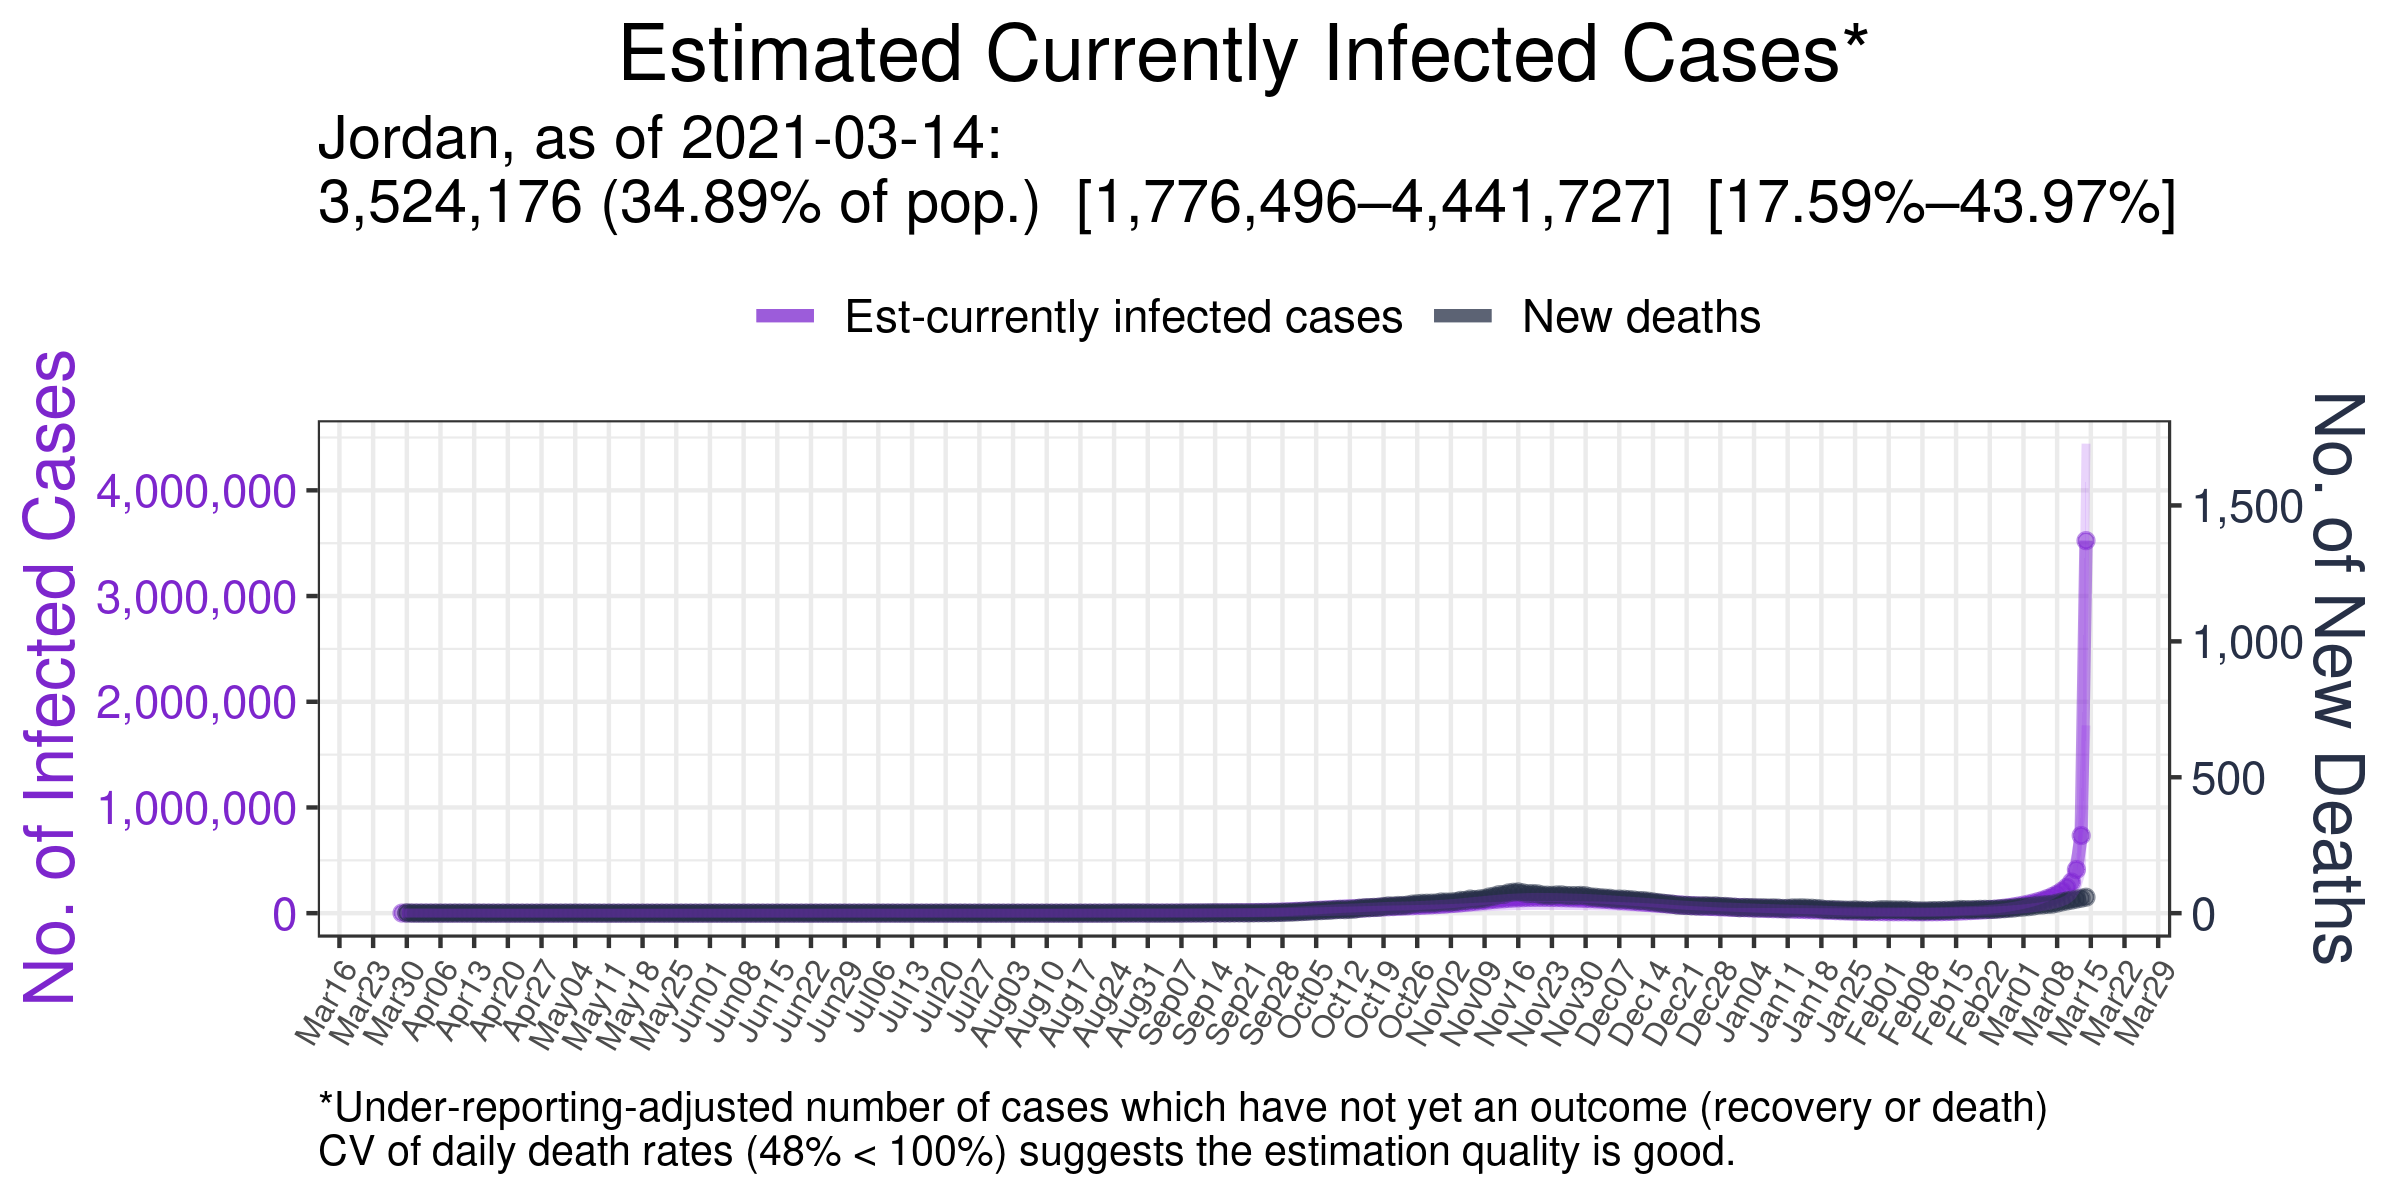 Estimated Currently Infected Cases*
Jordan, as of 2021-03-14:
3,524,176 (34.89% of pop.)  [1,776,496–4,441,727]  [17.59%–43.97%]
Est-currently infected cases
New deaths
No. of Infected Cases
4,000,000
3,000,000
2,000,000
1,000,000
0
No. of New Deaths
1,500
1,000
500
0
Mar16
Mar23
Mar30
Apr06
Apr13
Apr20
Apr27
May04
May11
May18
May25
Jun01
Jun08
Jun15
Jun22
Jun29
Jul06
Jul13
Jul20
Jul27
Aug03
Aug10
Aug17
Aug24
Aug31
Sep07
Sep14
Sep21
Sep28
Oct05
Oct12
Oct19
Oct26
Nov02
Nov09
Nov16
Nov23
Nov30
Dec07
Dec14
Dec21
Dec28
Jan04
Jan11
Jan18
Jan25
Feb01
Feb08
Feb15
Feb22
Mar01
Mar08
Mar15
Mar22
Mar29
*Under-reporting-adjusted number of cases which have not yet an outcome (recovery or death)
CV of daily death rates (48% < 100%) suggests the estimation quality is good.